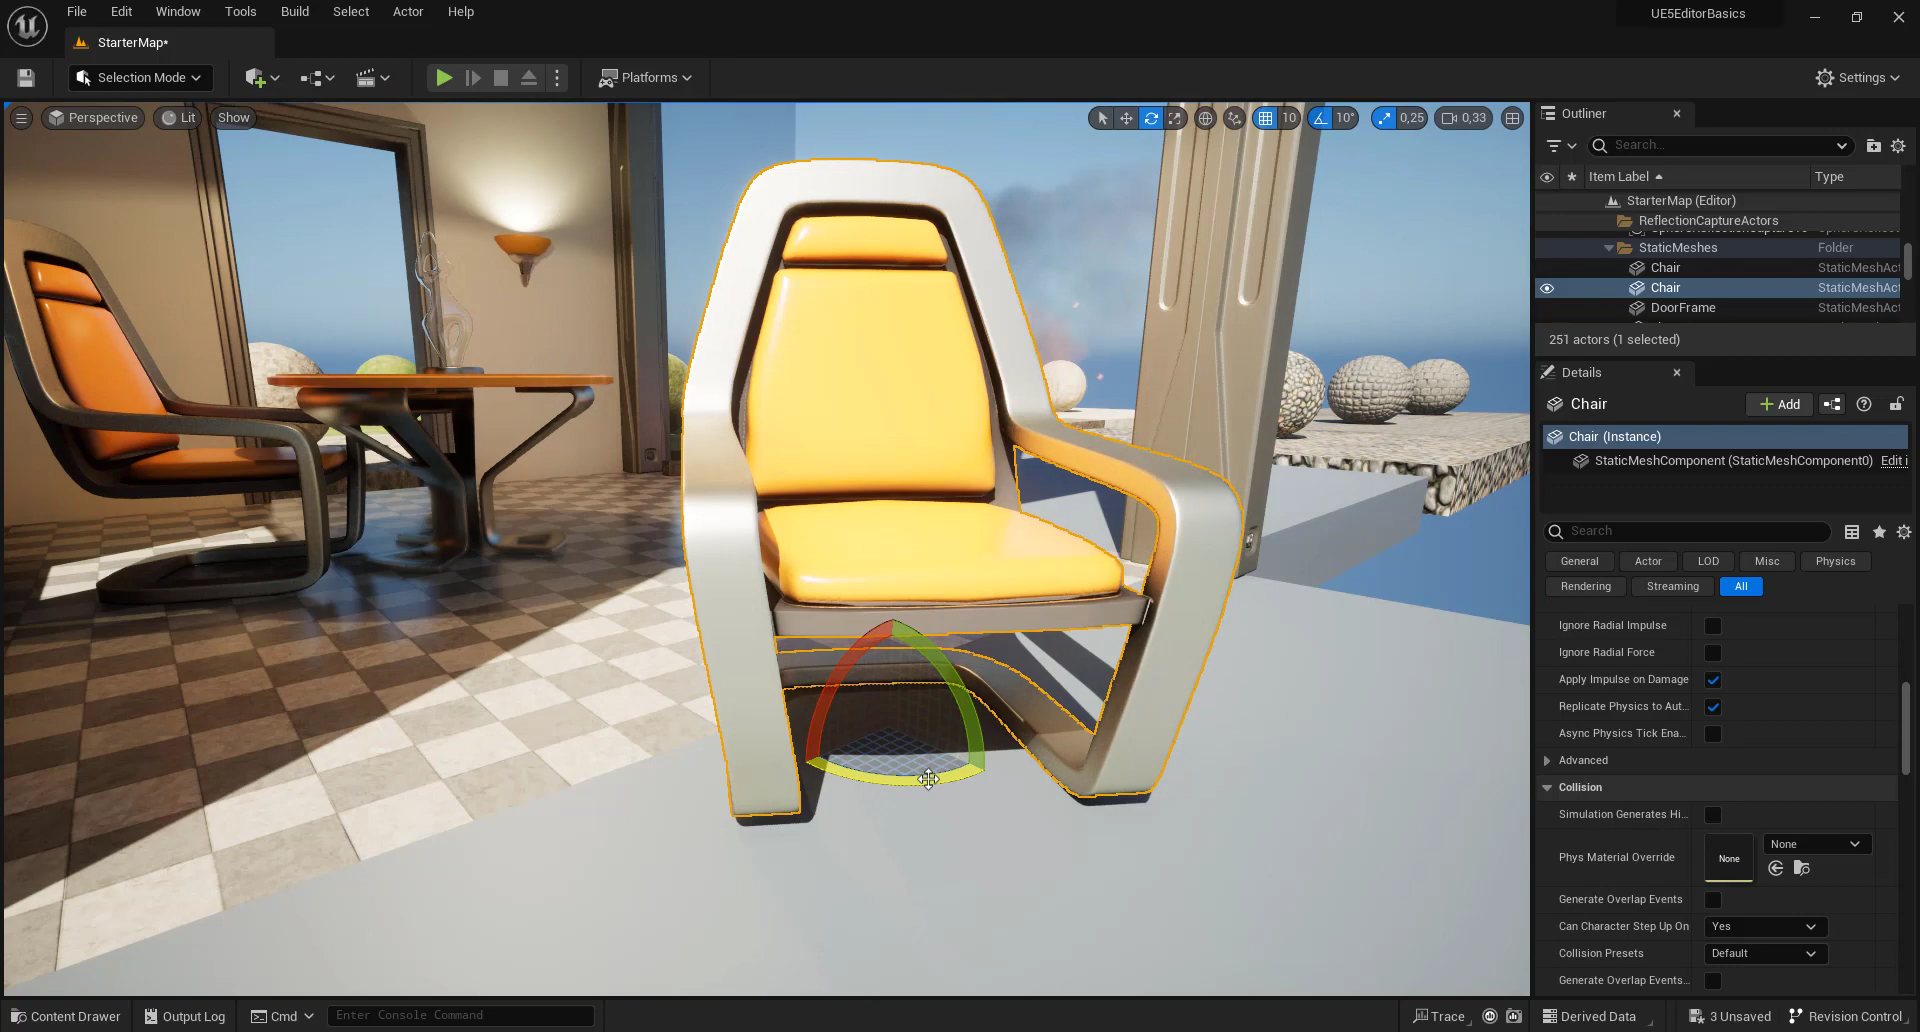 File Edit Window Tools Build Select Actor Help
UE5EditorBasics
StarterMap*
Selection Mode
Platforms
Settings
Perspective Lit Show
10 10° 0,25 0,33
Outliner
Search...
Item Label Type
StarterMap (Editor)
ReflectionCaptureActors
StaticMeshes Folder
Chair StaticMeshAct
Chair StaticMeshAct
DoorFrame StaticMeshAct
251 actors (1 selected)
Details
Chair
Add
Chair (Instance)
StaticMeshComponent (StaticMeshComponent0) Edit i
Search
General Actor LOD Misc Physics
Rendering Streaming All
Ignore Radial Impulse
Ignore Radial Force
Apply Impulse on Damage
Replicate Physics to Aut...
Async Physics Tick Ena...
Advanced
Collision
Simulation Generates Hi...
Phys Material Override None None
Generate Overlap Events
Can Character Step Up On Yes
Collision Presets Default
Generate Overlap Events...
Content Drawer Output Log Cmd Enter Console Command
Trace Derived Data 3 Unsaved Revision Control